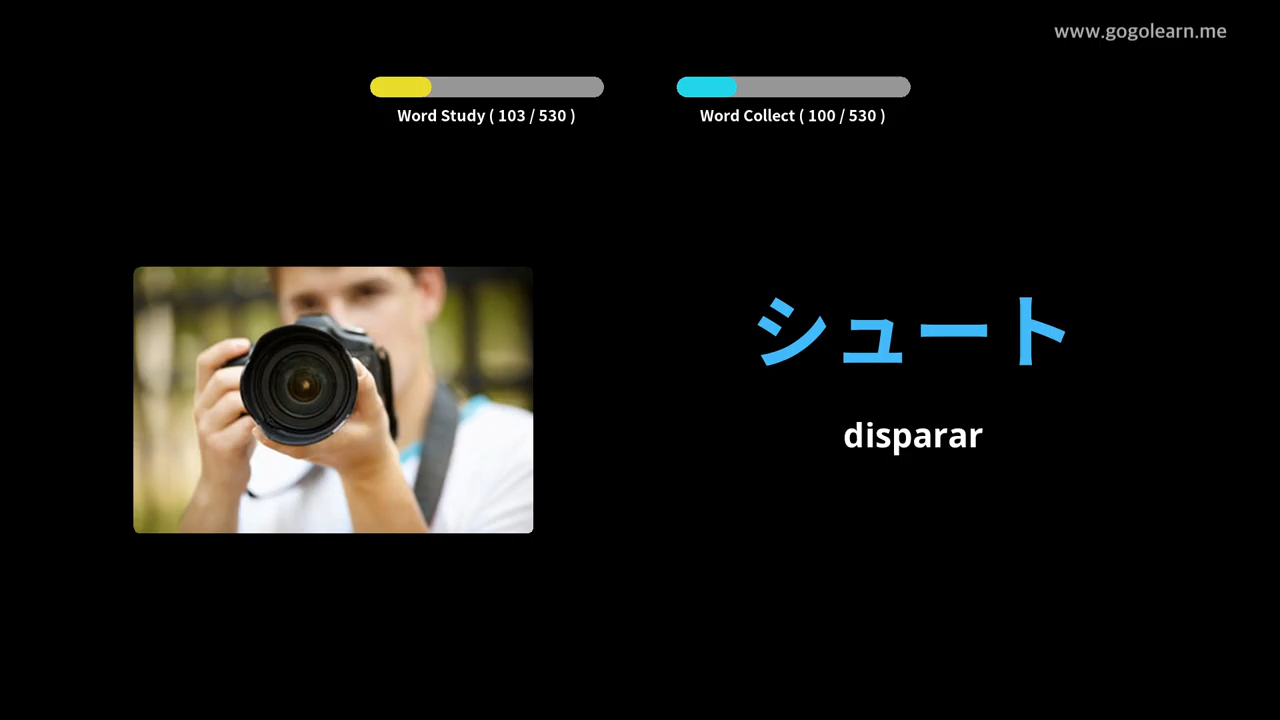 www.gogolearn.me
Word Study ( 103 / 530 )
Word Collect ( 100 / 530 )
シュート
disparar